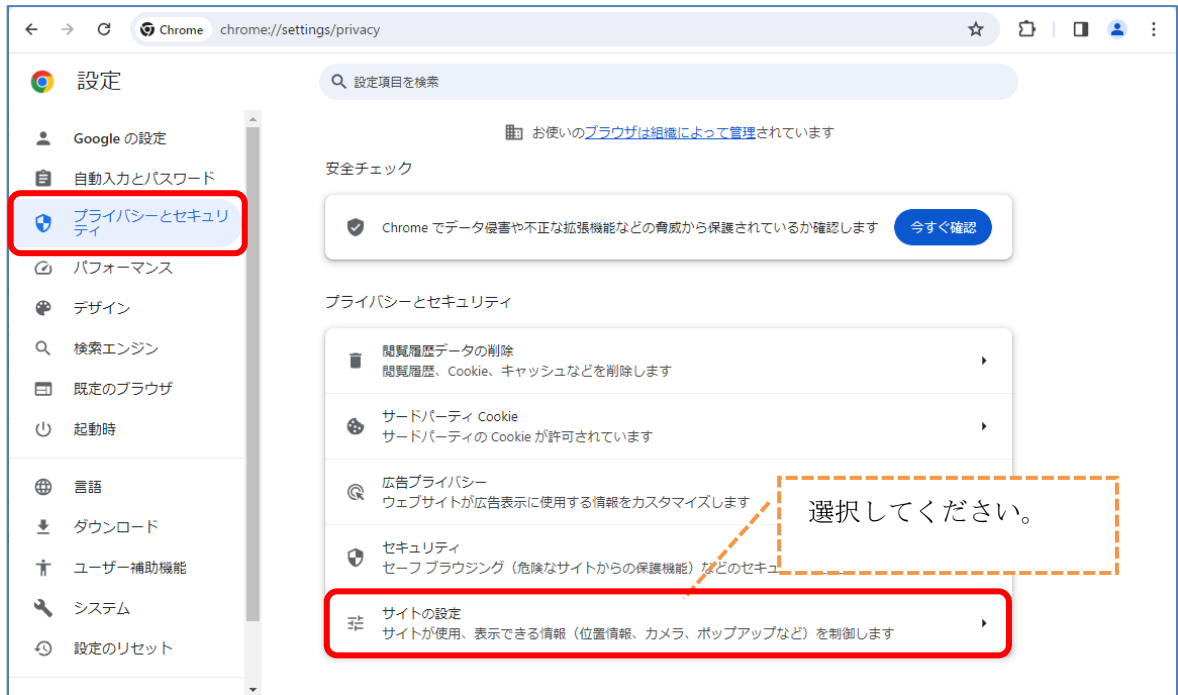 Chrome chrome://settings/privacy
設定
設定項目を検索
Google の設定
自動入力とパスワード
プライバシーとセキュリ
ティ
パフォーマンス
デザイン
検索エンジン
既定のブラウザ
起動時
言語
ダウンロード
ユーザー補助機能
システム
設定のリセット
お使いのブラウザは組織によって管理されています
安全チェック
Chrome でデータ侵害や不正な拡張機能などの脅威から保護されているか確認します
今すぐ確認
プライバシーとセキュリティ
閲覧履歴データの削除
閲覧履歴、Cookie、キャッシュなどを削除します
サードパーティ Cookie
サードパーティの Cookie が許可されています
広告プライバシー
ウェブサイトが広告表示に使用する情報をカスタマイズします
選択してください。
セキュリティ
セーフ ブラウジング（危険なサイトからの保護機能）などのセキュ
サイトの設定
サイトが使用、表示できる情報（位置情報、カメラ、ポップアップなど）を制御します